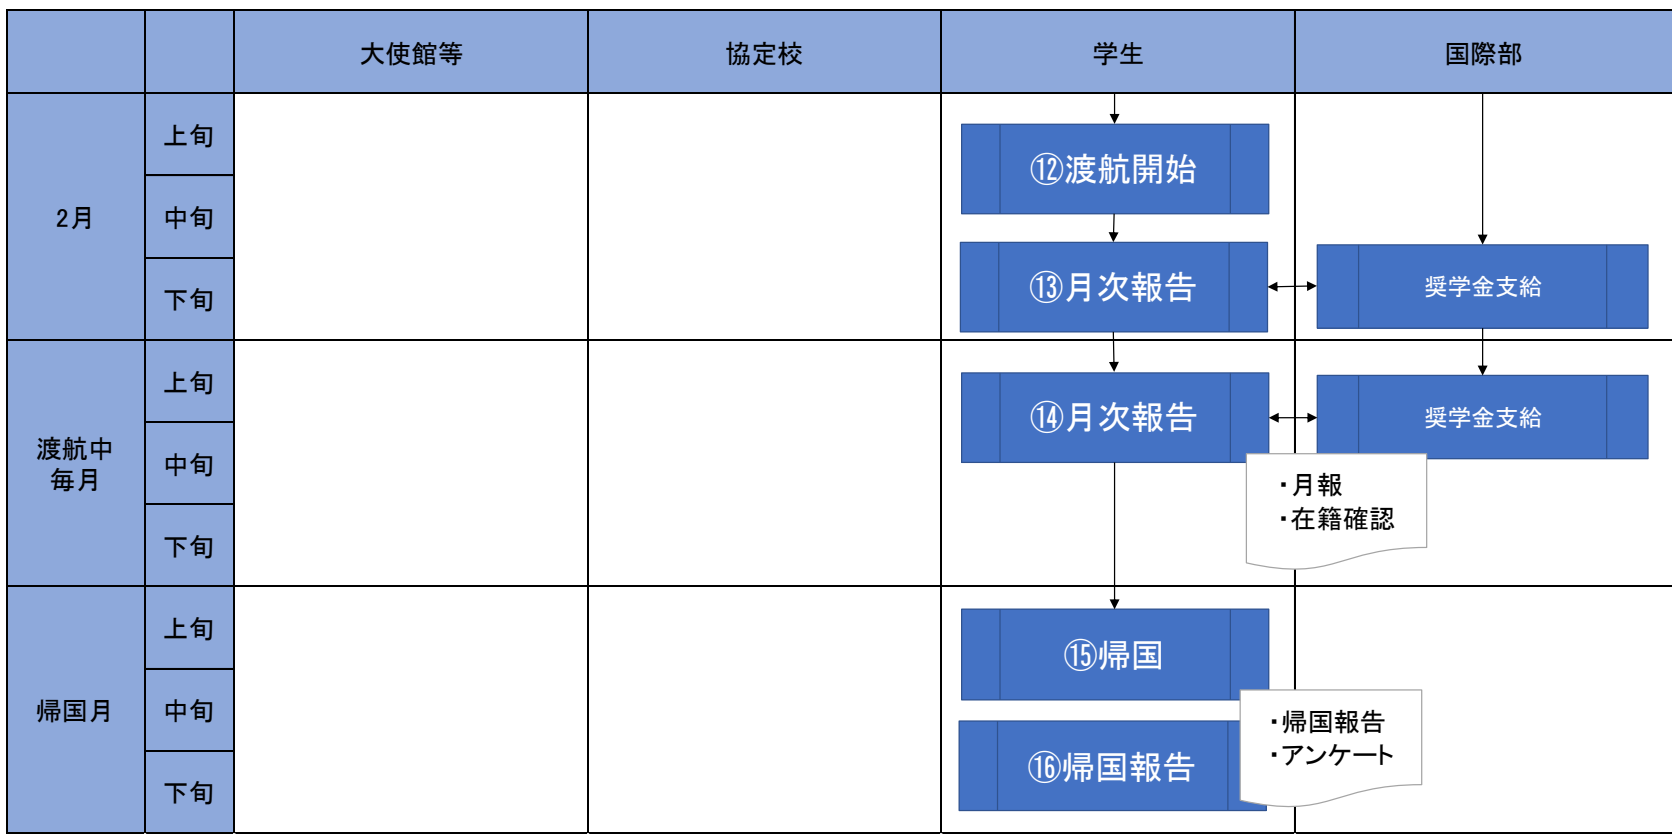 大使館等
協定校
学生
国際部
2月
上旬
⑫渡航開始
中旬
下旬
⑬月次報告
奨学金支給
渡航中
毎月
上旬
⑭月次報告
奨学金支給
中旬
・月報
・在籍確認
下旬
帰国月
上旬
⑮帰国
中旬
・帰国報告
・アンケート
下旬
⑯帰国報告